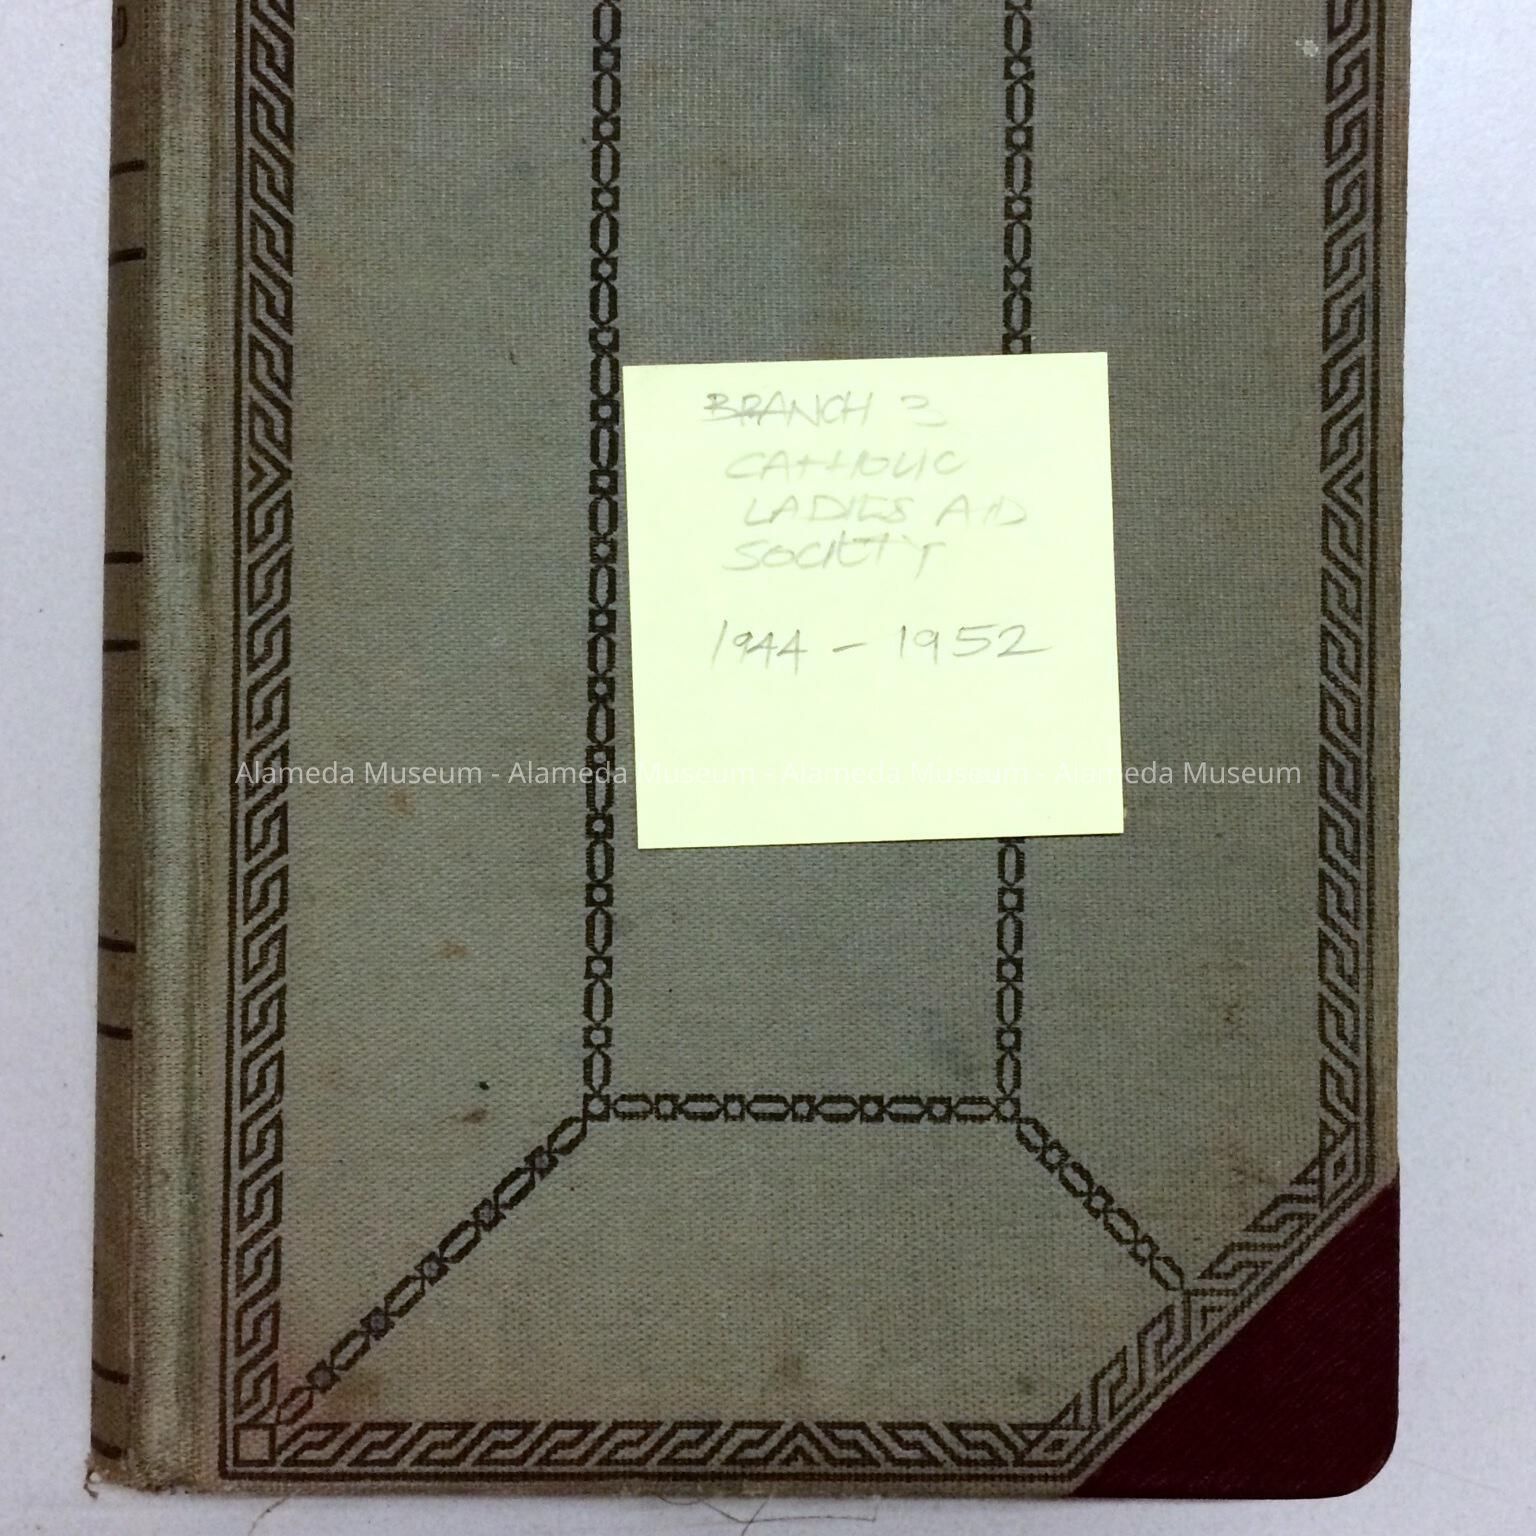 BRANCH 3
CATHOLIC
LADIES AID
SOCIETY
1944 - 1952
Alameda Museum - Alameda Museum - Alameda Museum - Alameda Museum